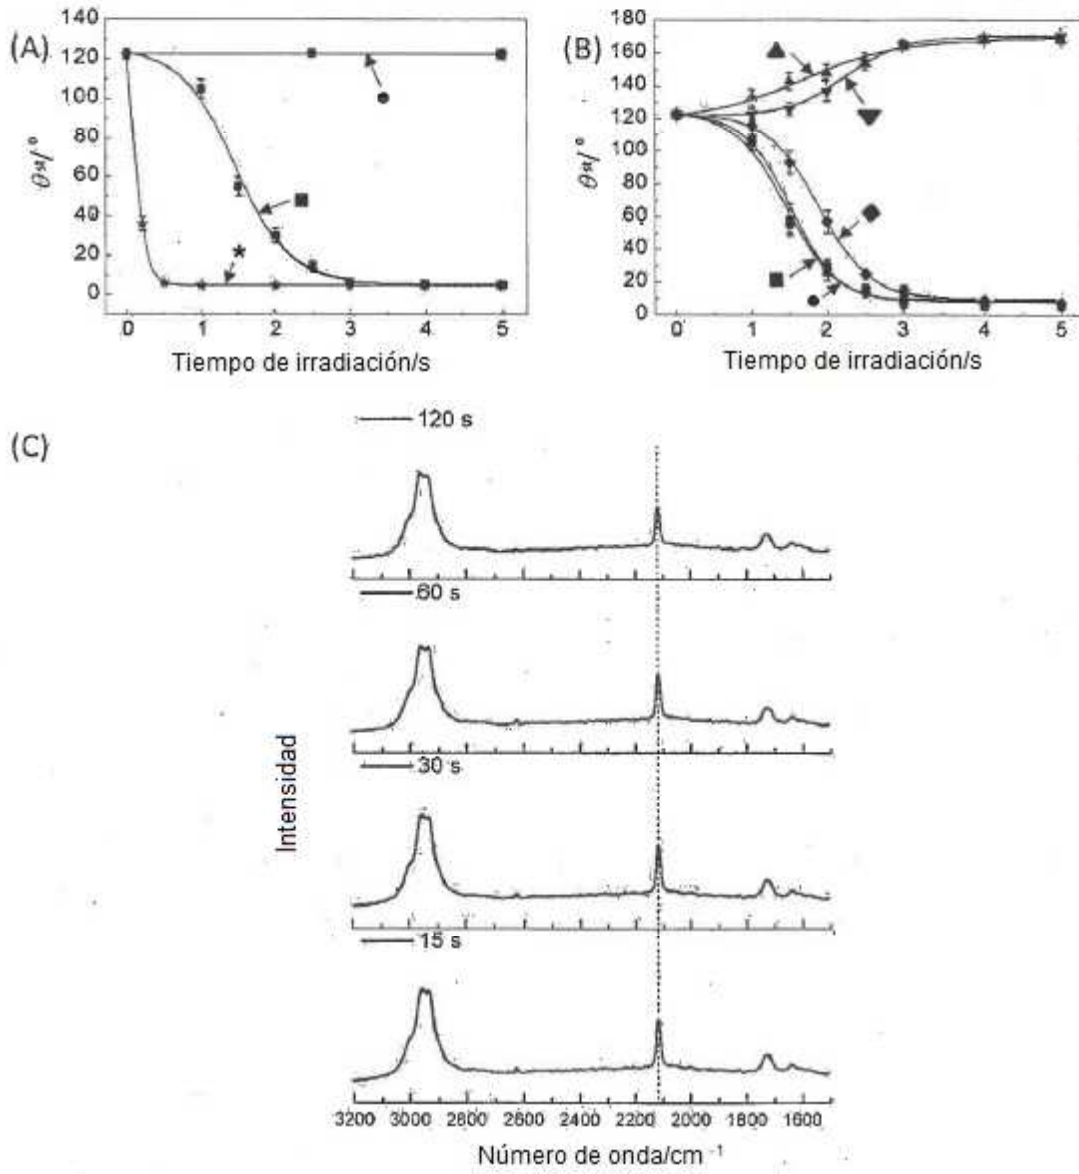 (A)
140
120
100
80
60
40
20
0
θst/°
0 1 2 3 4 5
Tiempo de irradiación/s
(B)
180
160
140
120
100
80
60
40
20
0
θst/°
0 1 2 3 4 5
Tiempo de irradiación/s
(C)
120 s
60 s
30 s
15 s
Intensidad
3200 3000 2800 2600 2400 2200 2000 1800 1600
Número de onda/cm⁻¹